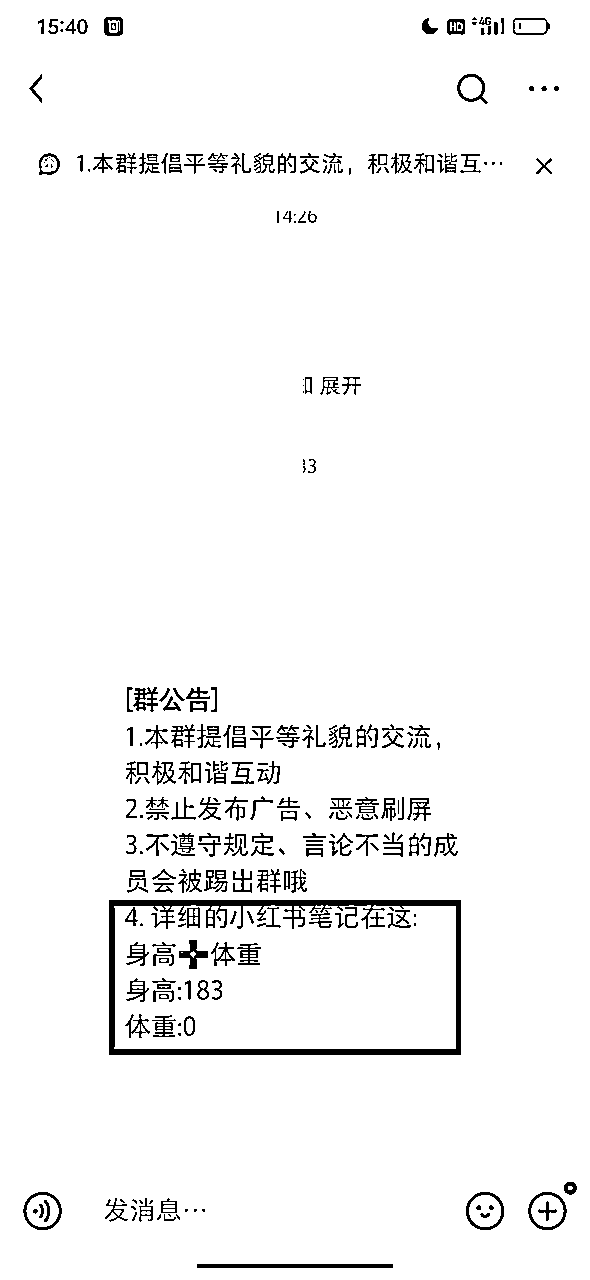 15:40
HD 4G
1.本群提倡平等礼貌的交流，积极和谐互…
14:26
展开
33
[群公告]
1.本群提倡平等礼貌的交流，
积极和谐互动
2.禁止发布广告、恶意刷屏
3.不遵守规定、言论不当的成
员会被踢出群哦
4. 详细的小红书笔记在这:
身高➕体重
身高:183
体重:0
发消息…